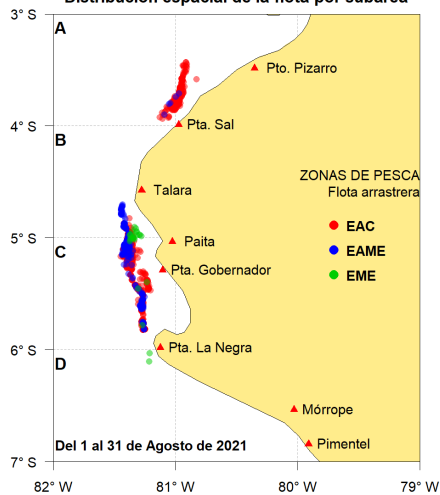 Distribución espacial de la flota por subárea
3° S
A
Pto. Pizarro
4° S
Pta. Sal
B
ZONAS DE PESCA
Flota arrastrera
Talara
EAC
5° S
Paita
C
EAME
Pta. Gobernador
EME
6° S
Pta. La Negra
D
Mórrope
Del 1 al 31 de Agosto de 2021
Pimentel
7° S
82° W
81° W
80° W
79° W